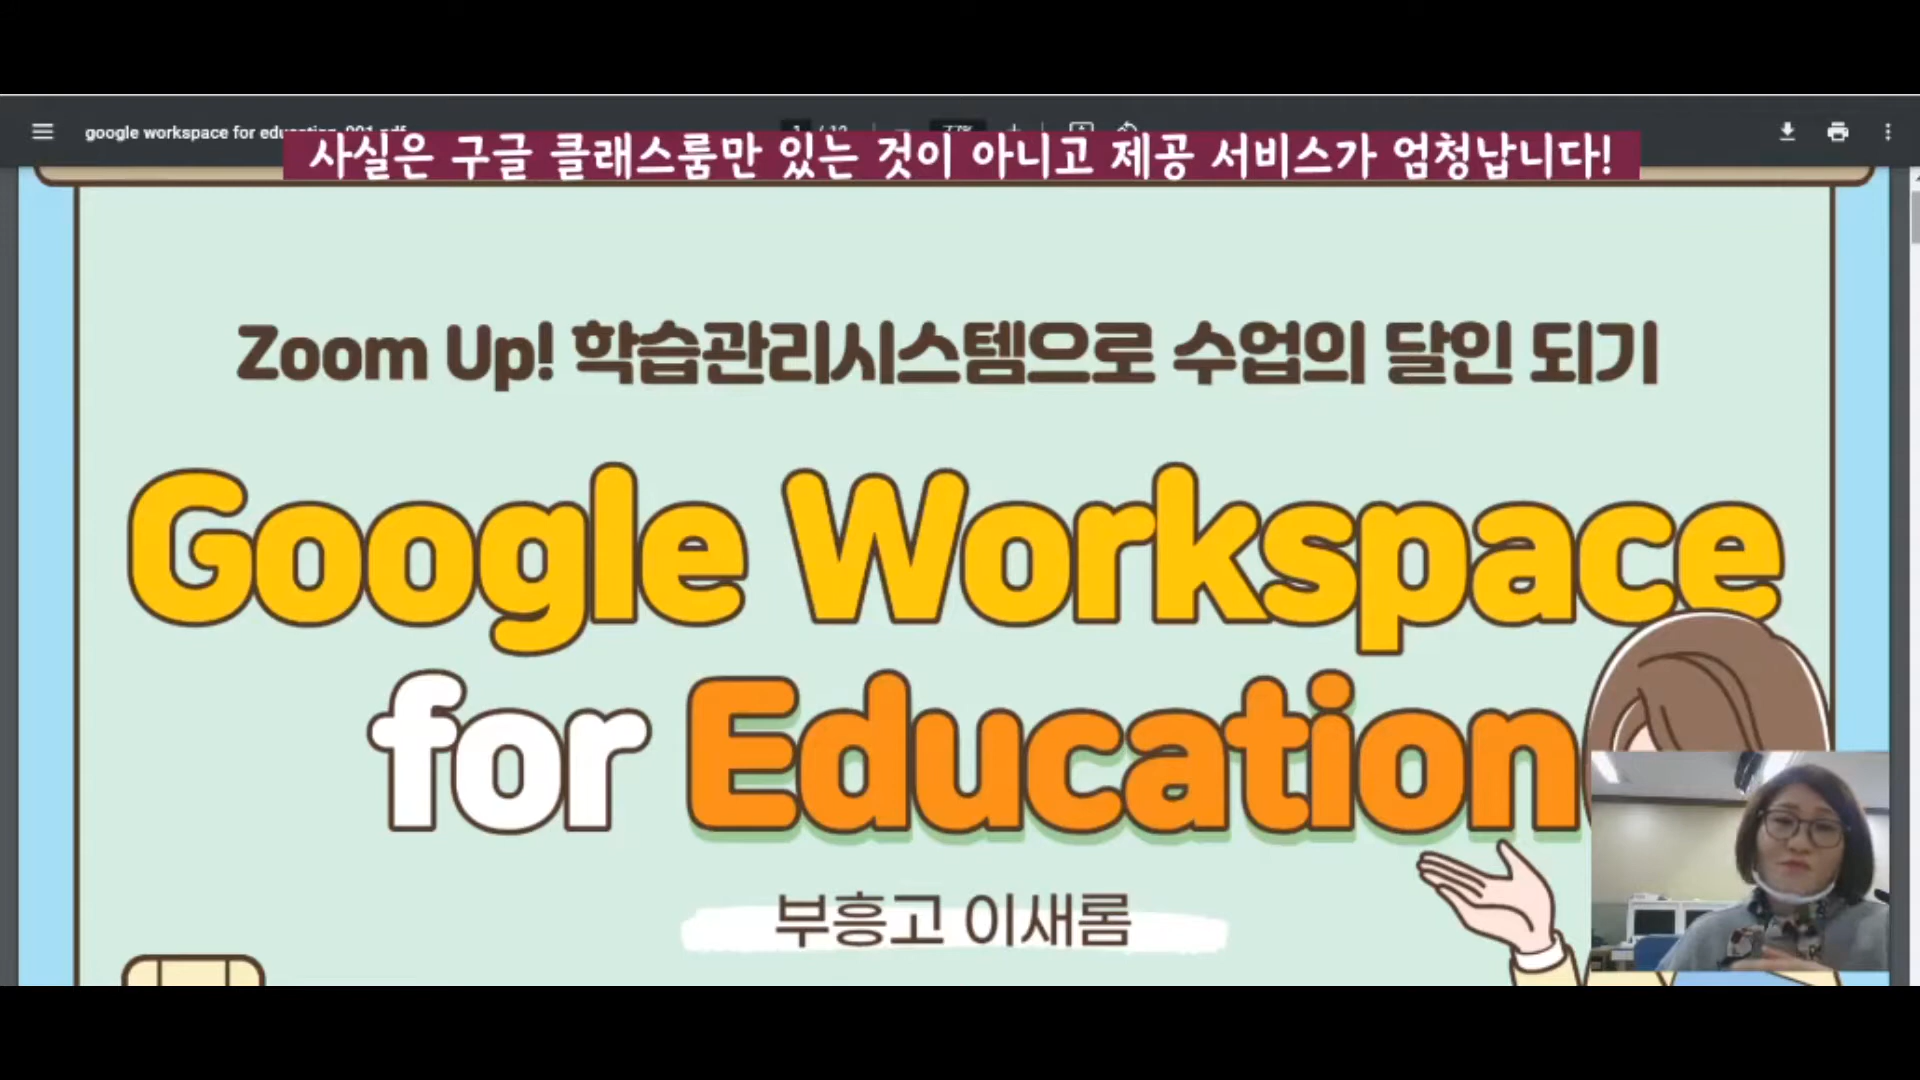 google workspace for education_001.pdf
사실은 구글 클래스룸만 있는 것이 아니고 제공 서비스가 엄청납니다!
Zoom Up! 학습관리시스템으로 수업의 달인 되기
Google Workspace
for Education
부흥고 이새롬